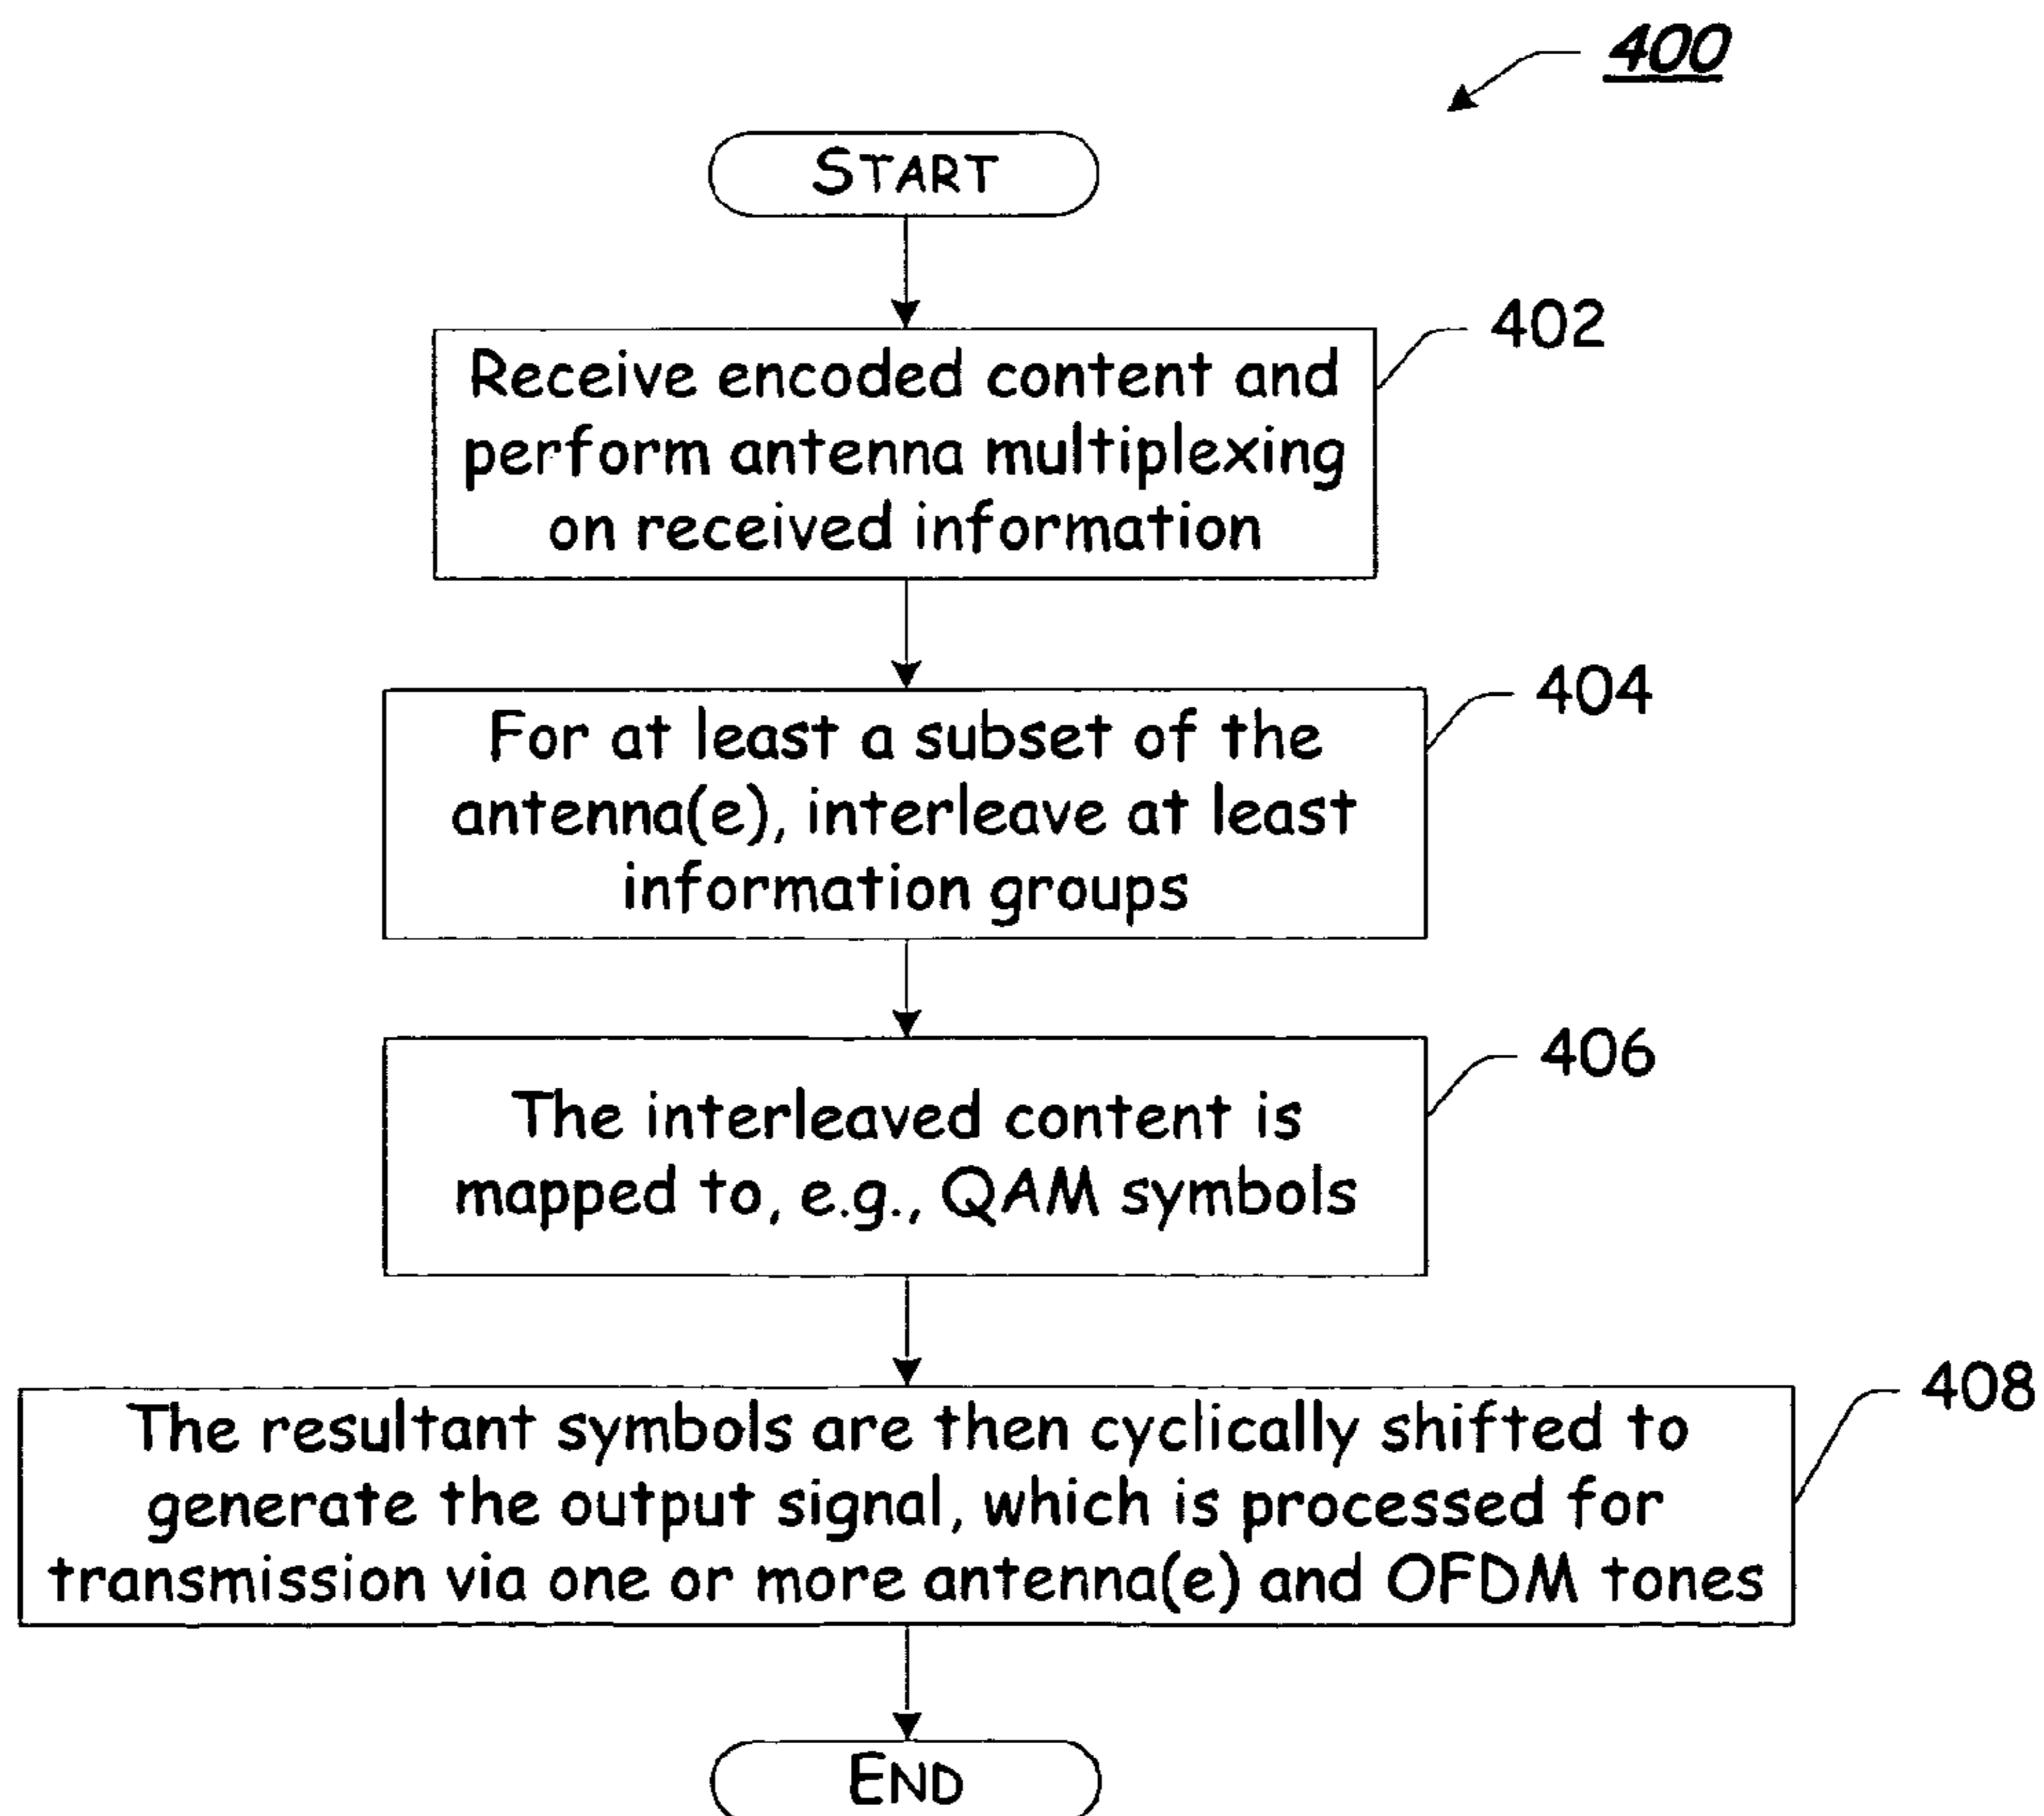 400
START
402
Receive encoded content and
perform antenna multiplexing
on received information
404
For at least a subset of the
antenna(e), interleave at least
information groups
406
The interleaved content is
mapped to, e.g., QAM symbols
408
The resultant symbols are then cyclically shifted to
generate the output signal, which is processed for
transmission via one or more antenna(e) and OFDM tones
END